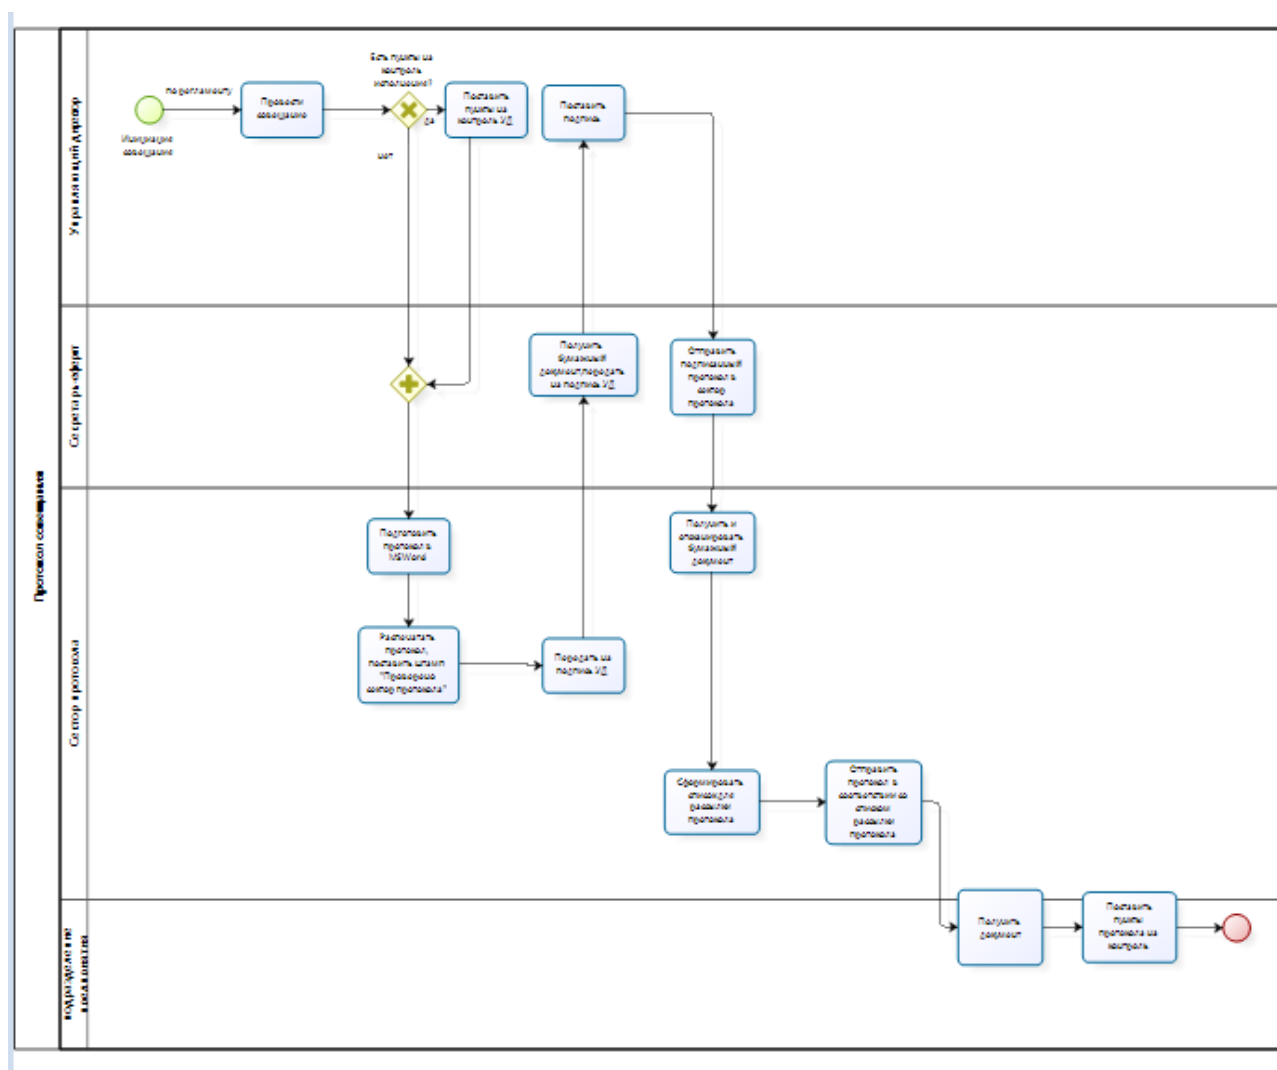 Протокол совещания
Управляющий директор
Секретарь-референт
Сектор протокола
подразделение
Инициация
совещания
по регламенту
Провести
совещание
Есть пункты на
контроль
исполнения?
да
нет
Поставить
пункты на
контроль УД
Поставить
подпись
Получить
бумажный
документ,передать
на подпись УД
Отправить
подписанный
протокол в
сектор
протокола
Подготовить
протокол в
MSWord
Распечатать
протокол,
поставить штамп
"Проверено
сектор протокола"
Передать на
подпись УД
Получить и
отсканировать
бумажный
документ
Сформировать
список для
рассылки
протокола
Отправить
протокол в
соответствии со
списком
рассылки
протокола
Получить
документ
Поставить
пункты
протокола на
контроль